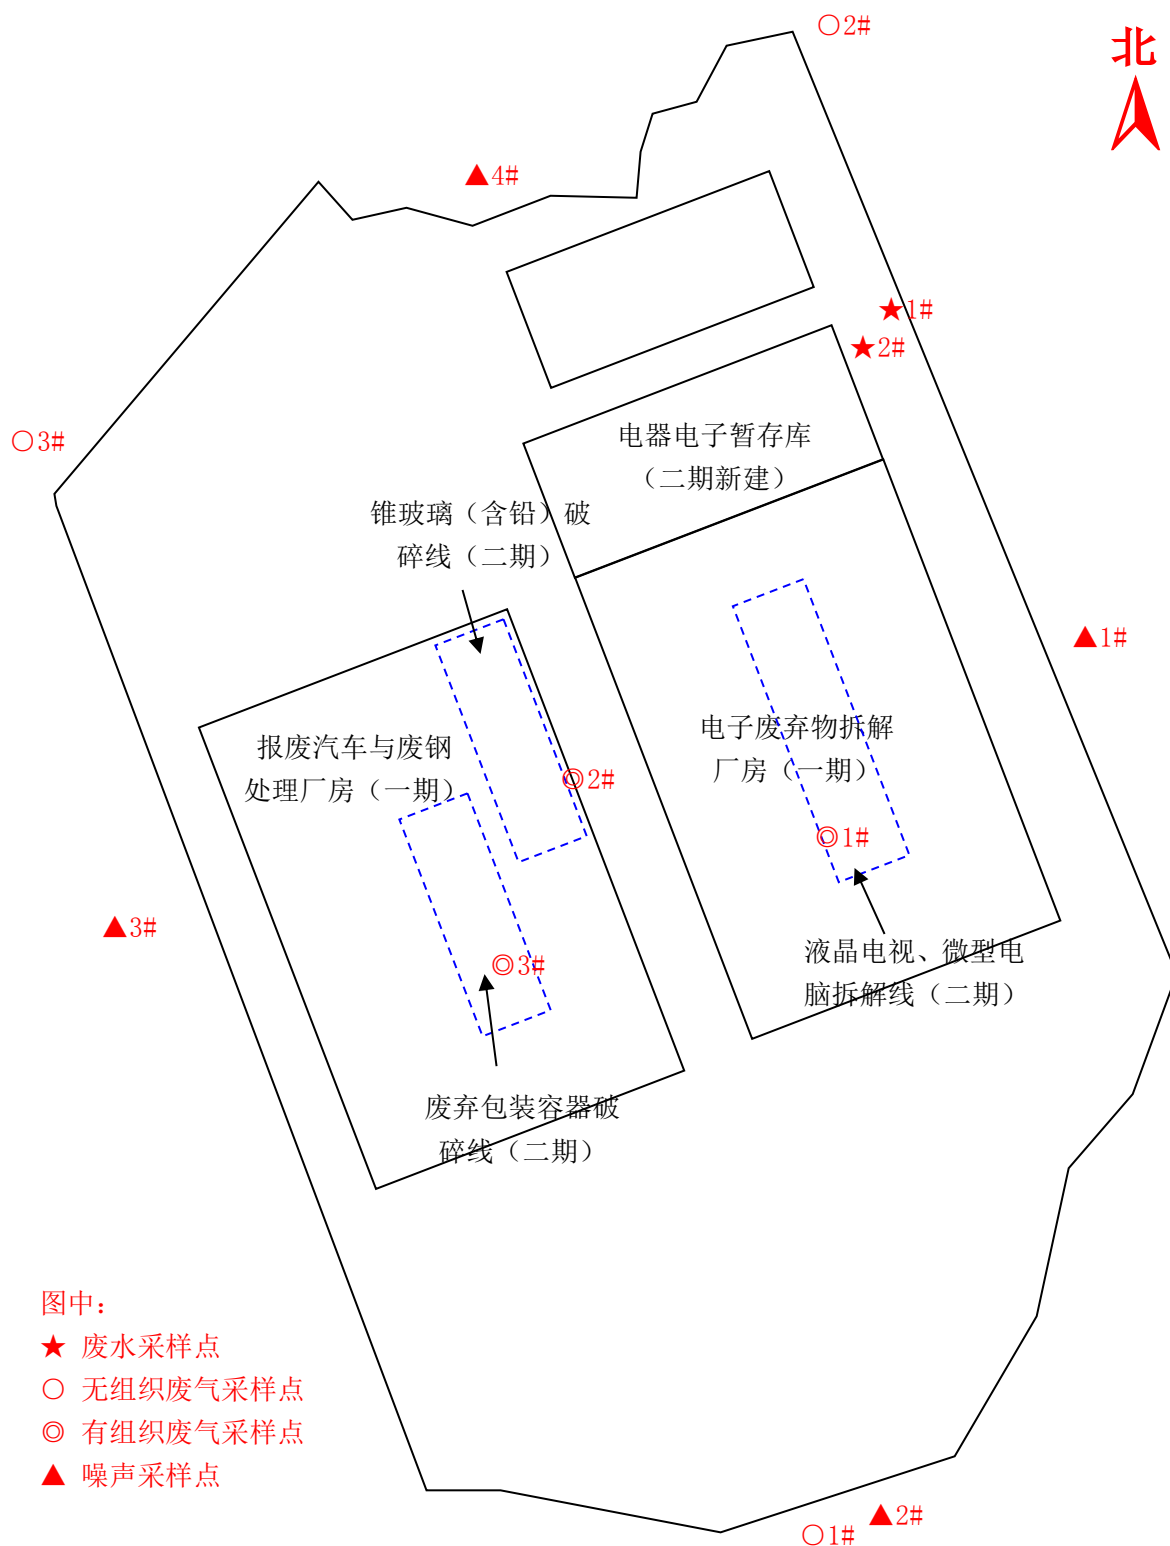 ○2#
北
▲4#
★1#
★2#
○3#
电器电子暂存库
（二期新建）
锥玻璃（含铅）破
碎线（二期）
▲1#
报废汽车与废钢
处理厂房（一期）
电子废弃物拆解
厂房（一期）
◎2#
◎1#
▲3#
◎3#
液晶电视、微型电
脑拆解线（二期）
废弃包装容器破
碎线（二期）
图中：
★ 废水采样点
○ 无组织废气采样点
◎ 有组织废气采样点
▲ 噪声采样点
▲2#
○1#